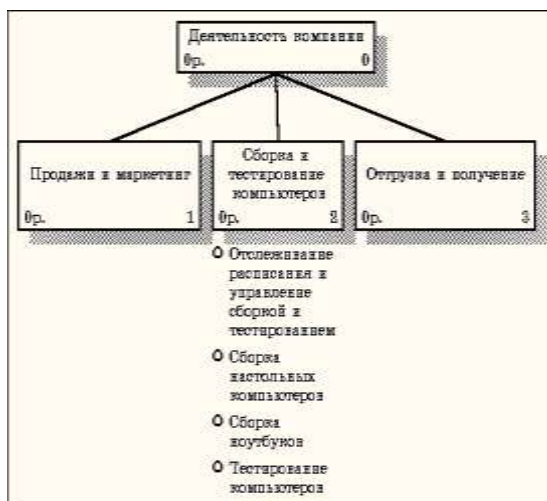 Деятельность компании
0р. 0
Продажи и маркетинг
0р. 1
Сборка и
тестирование
компьютеров
0р. 2
Отгрузка и получение
0р. 3
Отслеживание
расписания и
управление
сборкой и
тестированием
Сборка
настольных
компьютеров
Сборка
ноутбуков
Тестирование
компьютеров